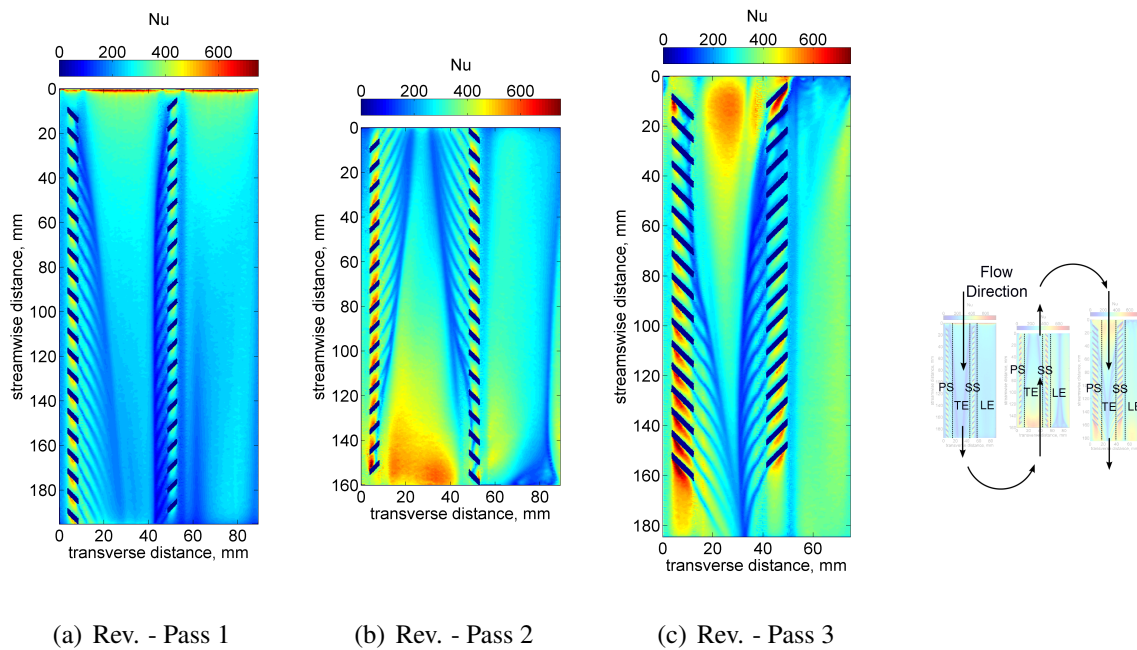 Nu
0 200 400 600
0
20
40
60
80
100
120
140
160
180
streamwise distance, mm
0 20 40 60 80
transverse distance, mm
(a) Rev. - Pass 1
Nu
0 200 400 600
0
20
40
60
80
100
120
140
160
streamwise distance, mm
0 20 40 60 80
transverse distance, mm
(b) Rev. - Pass 2
Nu
0 200 400 600
0
20
40
60
80
100
120
140
160
180
streamswise distance, mm
0 20 40 60
transverse distance, mm
(c) Rev. - Pass 3
Flow
Direction
PS SS
TE LE
PS SS
TE LE
PS SS
TE LE